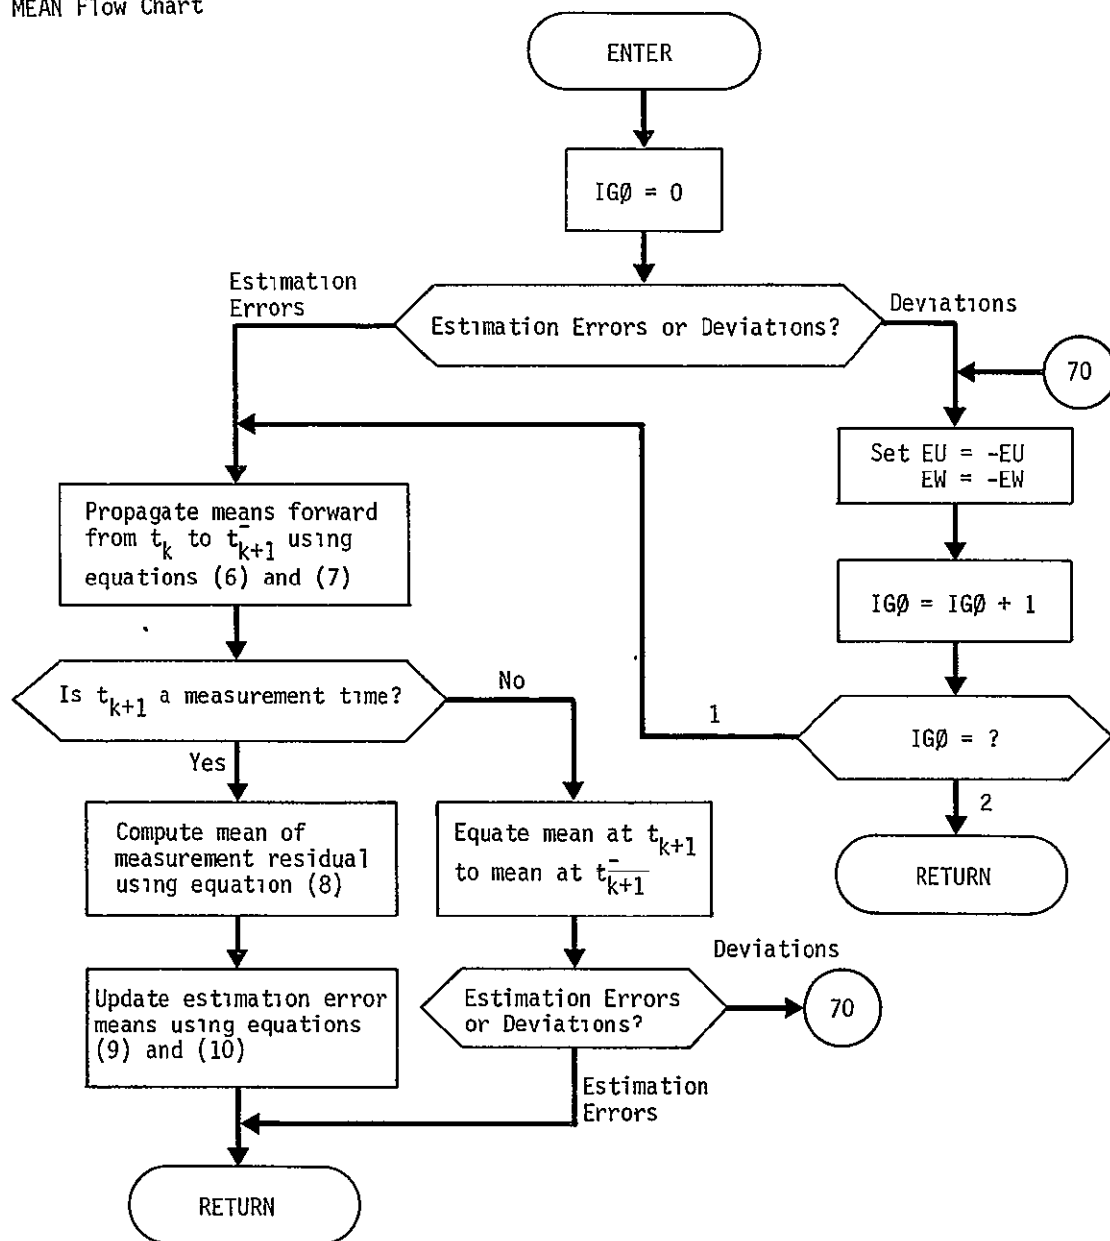 MEAN Flow Chart
ENTER
IGØ = 0
Estimation
Errors
Estimation Errors or Deviations?
Deviations
70
Set EU = -EU
EW = -EW
Propagate means forward
from t_k to t⁻_{k+1} using
equations (6) and (7)
IGØ = IGØ + 1
Is t_{k+1} a measurement time?
No
Yes
1
IGØ = ?
2
Compute mean of
measurement residual
using equation (8)
Equate mean at t_{k+1}
to mean at t⁻_{k+1}
RETURN
Deviations
Update estimation error
means using equations
(9) and (10)
Estimation Errors
or Deviations?
70
Estimation
Errors
RETURN